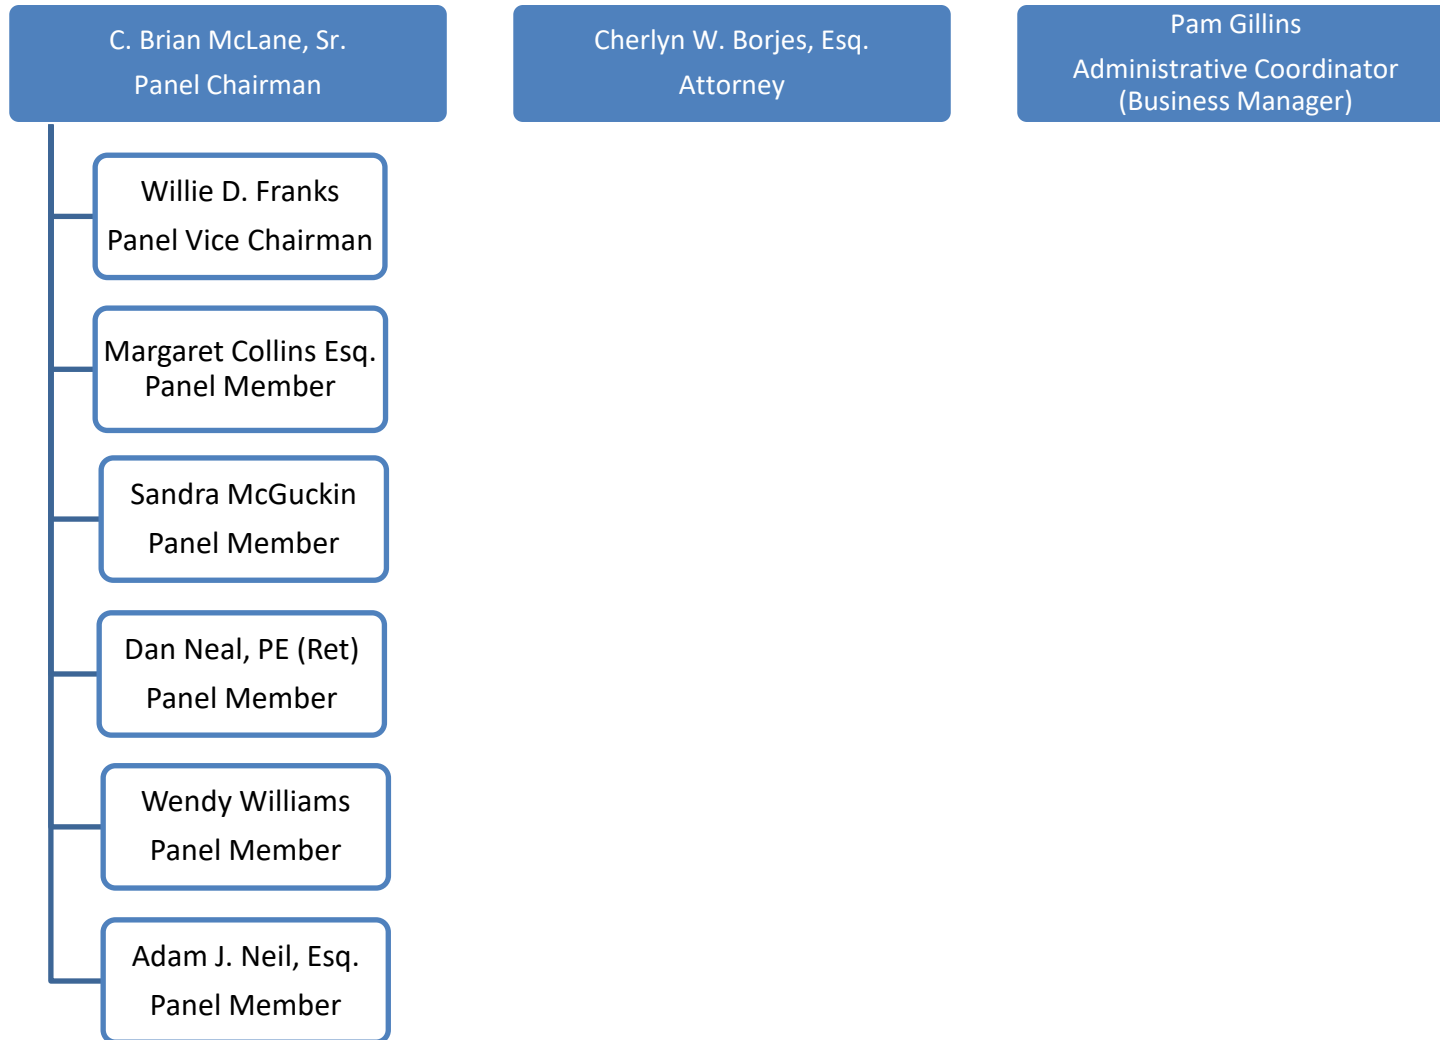 C. Brian McLane, Sr.
Panel Chairman
Cherlyn W. Borjes, Esq.
Attorney
Pam Gillins
Administrative Coordinator
(Business Manager)
Willie D. Franks
Panel Vice Chairman
Margaret Collins Esq.
Panel Member
Sandra McGuckin
Panel Member
Dan Neal, PE (Ret)
Panel Member
Wendy Williams
Panel Member
Adam J. Neil, Esq.
Panel Member